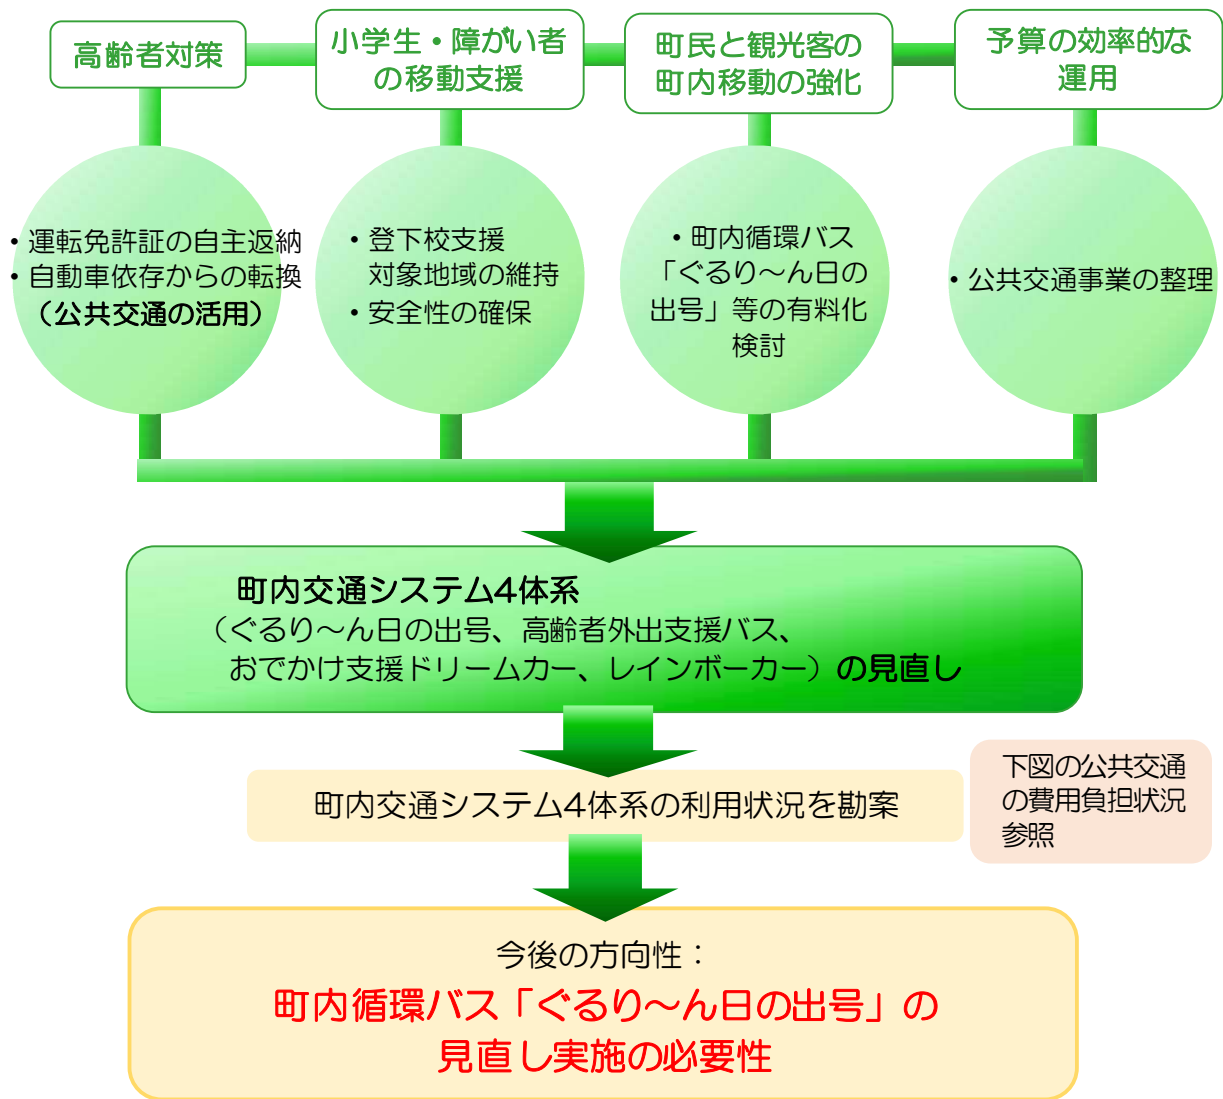 高齢者対策
小学生・障がい者
の移動支援
町民と観光客の
町内移動の強化
予算の効率的な
運用
・運転免許証の自主返納
・自動車依存からの転換
（公共交通の活用）
・登下校支援
対象地域の維持
・安全性の確保
・町内循環バス
「ぐるり～ん日の
出号」等の有料化
検討
・公共交通事業の整理
町内交通システム4体系
（ぐるり～ん日の出号、高齢者外出支援バス、
おでかけ支援ドリームカー、レインボーカー）の見直し
町内交通システム4体系の利用状況を勘案
下図の公共交通
の費用負担状況
参照
今後の方向性：
町内循環バス「ぐるり～ん日の出号」の
見直し実施の必要性